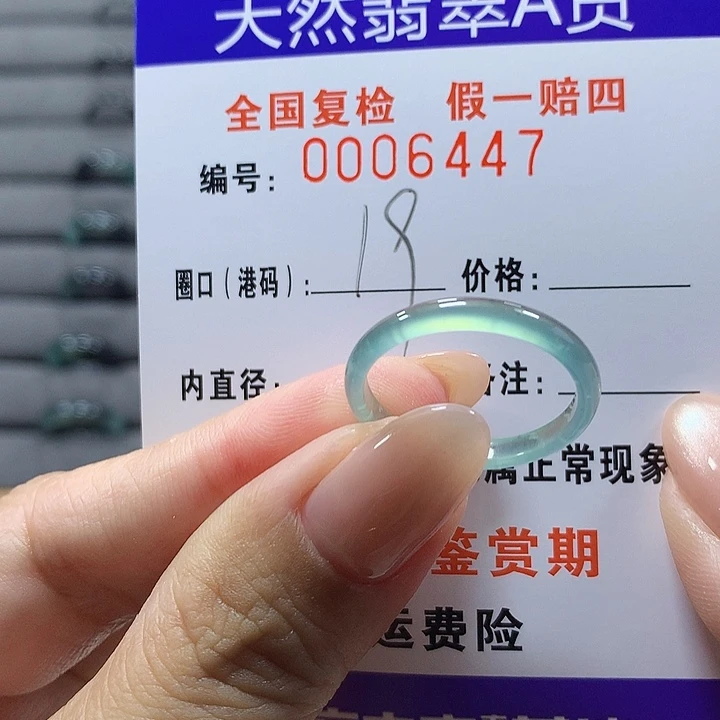 天然翡翠A货
全国复检 假一赔四
编号: 0006447
圈口(港码): 19 价格:
内直径: 备注:
属正常现象
鉴赏期
运费险